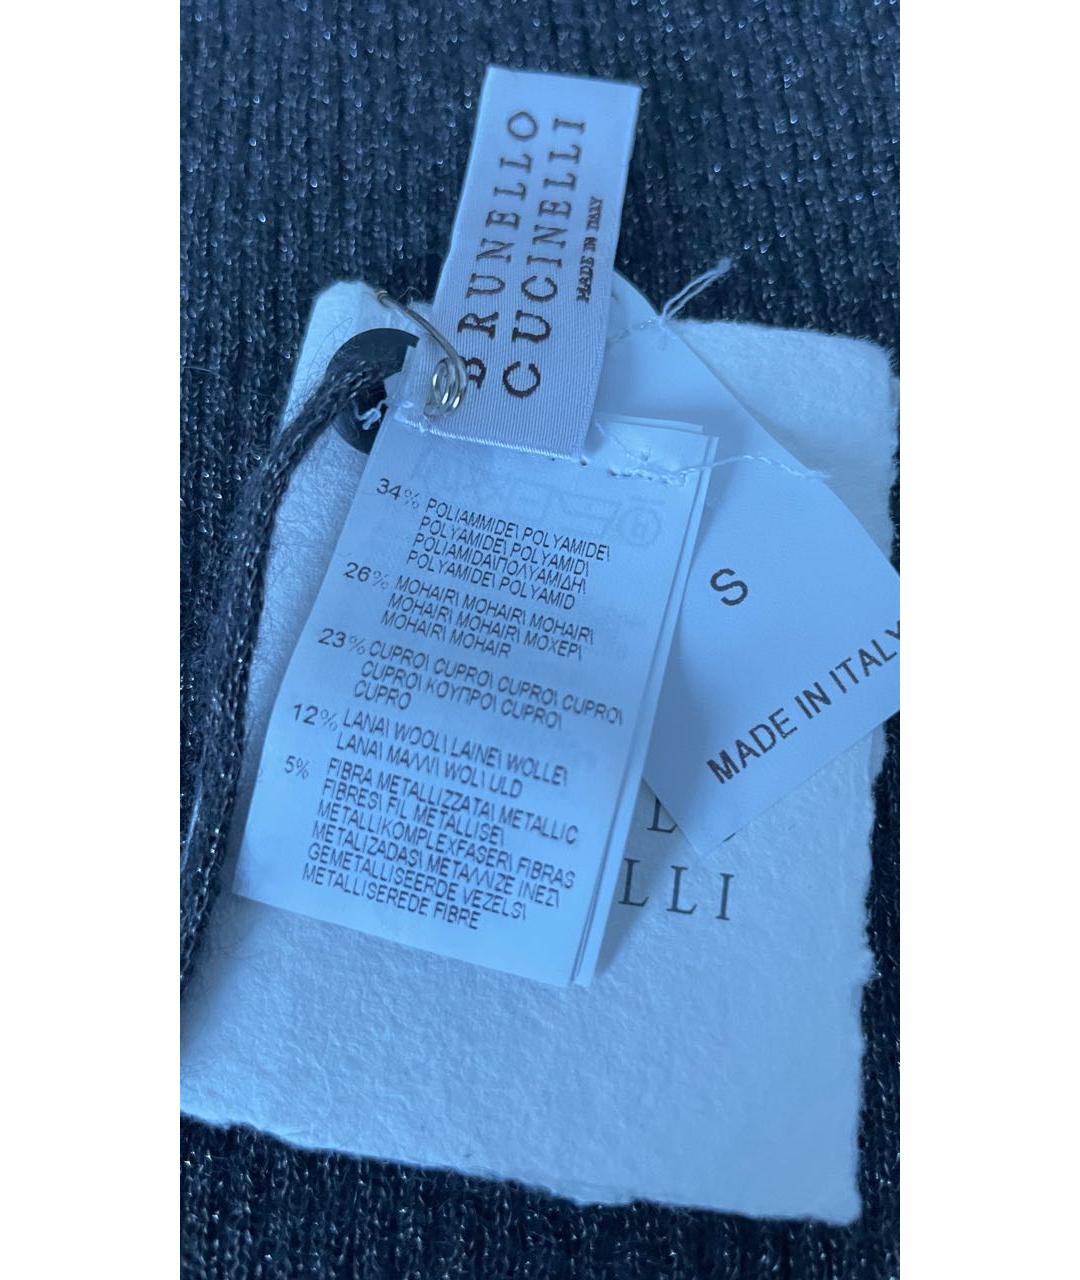 BRUNELLO
CUCINELLI
MADE IN ITALY
34% POLIAMMIDE\ POLYAMIDE\
POLYAMIDE\ POLYAMID\
POLIAMIDA\ΠΟΛΥΑΜΙΔΗ\
POLYAMIDE\ POLYAMID
26% MOHAIR\ MOHAIR\ MOHAIR\
MOHAIR\ MOHAIR\ ΜΟΧΕΡ\
MOHAIR\ MOHAIR
23% CUPRO\ CUPRO\ CUPRO\ CUPRO\
CUPRO\ ΚΟΥΠΡΟ\ CUPRO\
CUPRO
12% LANA\ WOOL\ LAINE\ WOLLE\
LANA\ ΜΑΛΛΙ\ WOL\ ULD
5% FIBRA METALLIZZATA\ METALLIC
FIBRES\ FIL METALLISE\
METALLIKOMPLEXFASER\ FIBRAS
METALIZADAS\ ΜΕΤΑΛΛΙΖΕ ΙΝΕΣ\
GEMETALLISEERDE VEZELS\
METALLISEREDE FIBRE
S
MADE IN ITALY
LLI